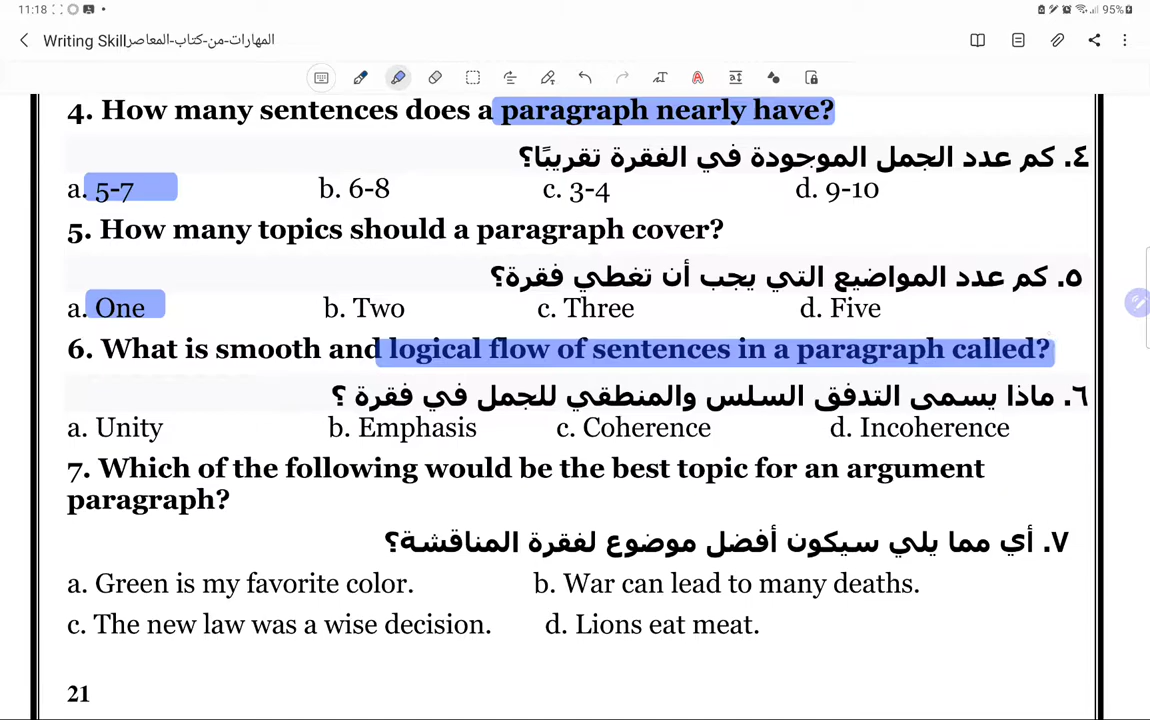 11:18
95%
Writing Skillالمهارات-من-كتاب-المعاصر
4. How many sentences does a paragraph nearly have?
٤. كم عدد الجمل الموجودة في الفقرة تقريبًا؟
a. 5-7 b. 6-8 c. 3-4 d. 9-10
5. How many topics should a paragraph cover?
٥. كم عدد المواضيع التي يجب أن تغطي فقرة؟
a. One b. Two c. Three d. Five
6. What is smooth and logical flow of sentences in a paragraph called?
٦. ماذا يسمى التدفق السلس والمنطقي للجمل في فقرة ؟
a. Unity b. Emphasis c. Coherence d. Incoherence
7. Which of the following would be the best topic for an argument
paragraph?
٧. أي مما يلي سيكون أفضل موضوع لفقرة المناقشة؟
a. Green is my favorite color. b. War can lead to many deaths.
c. The new law was a wise decision. d. Lions eat meat.
21